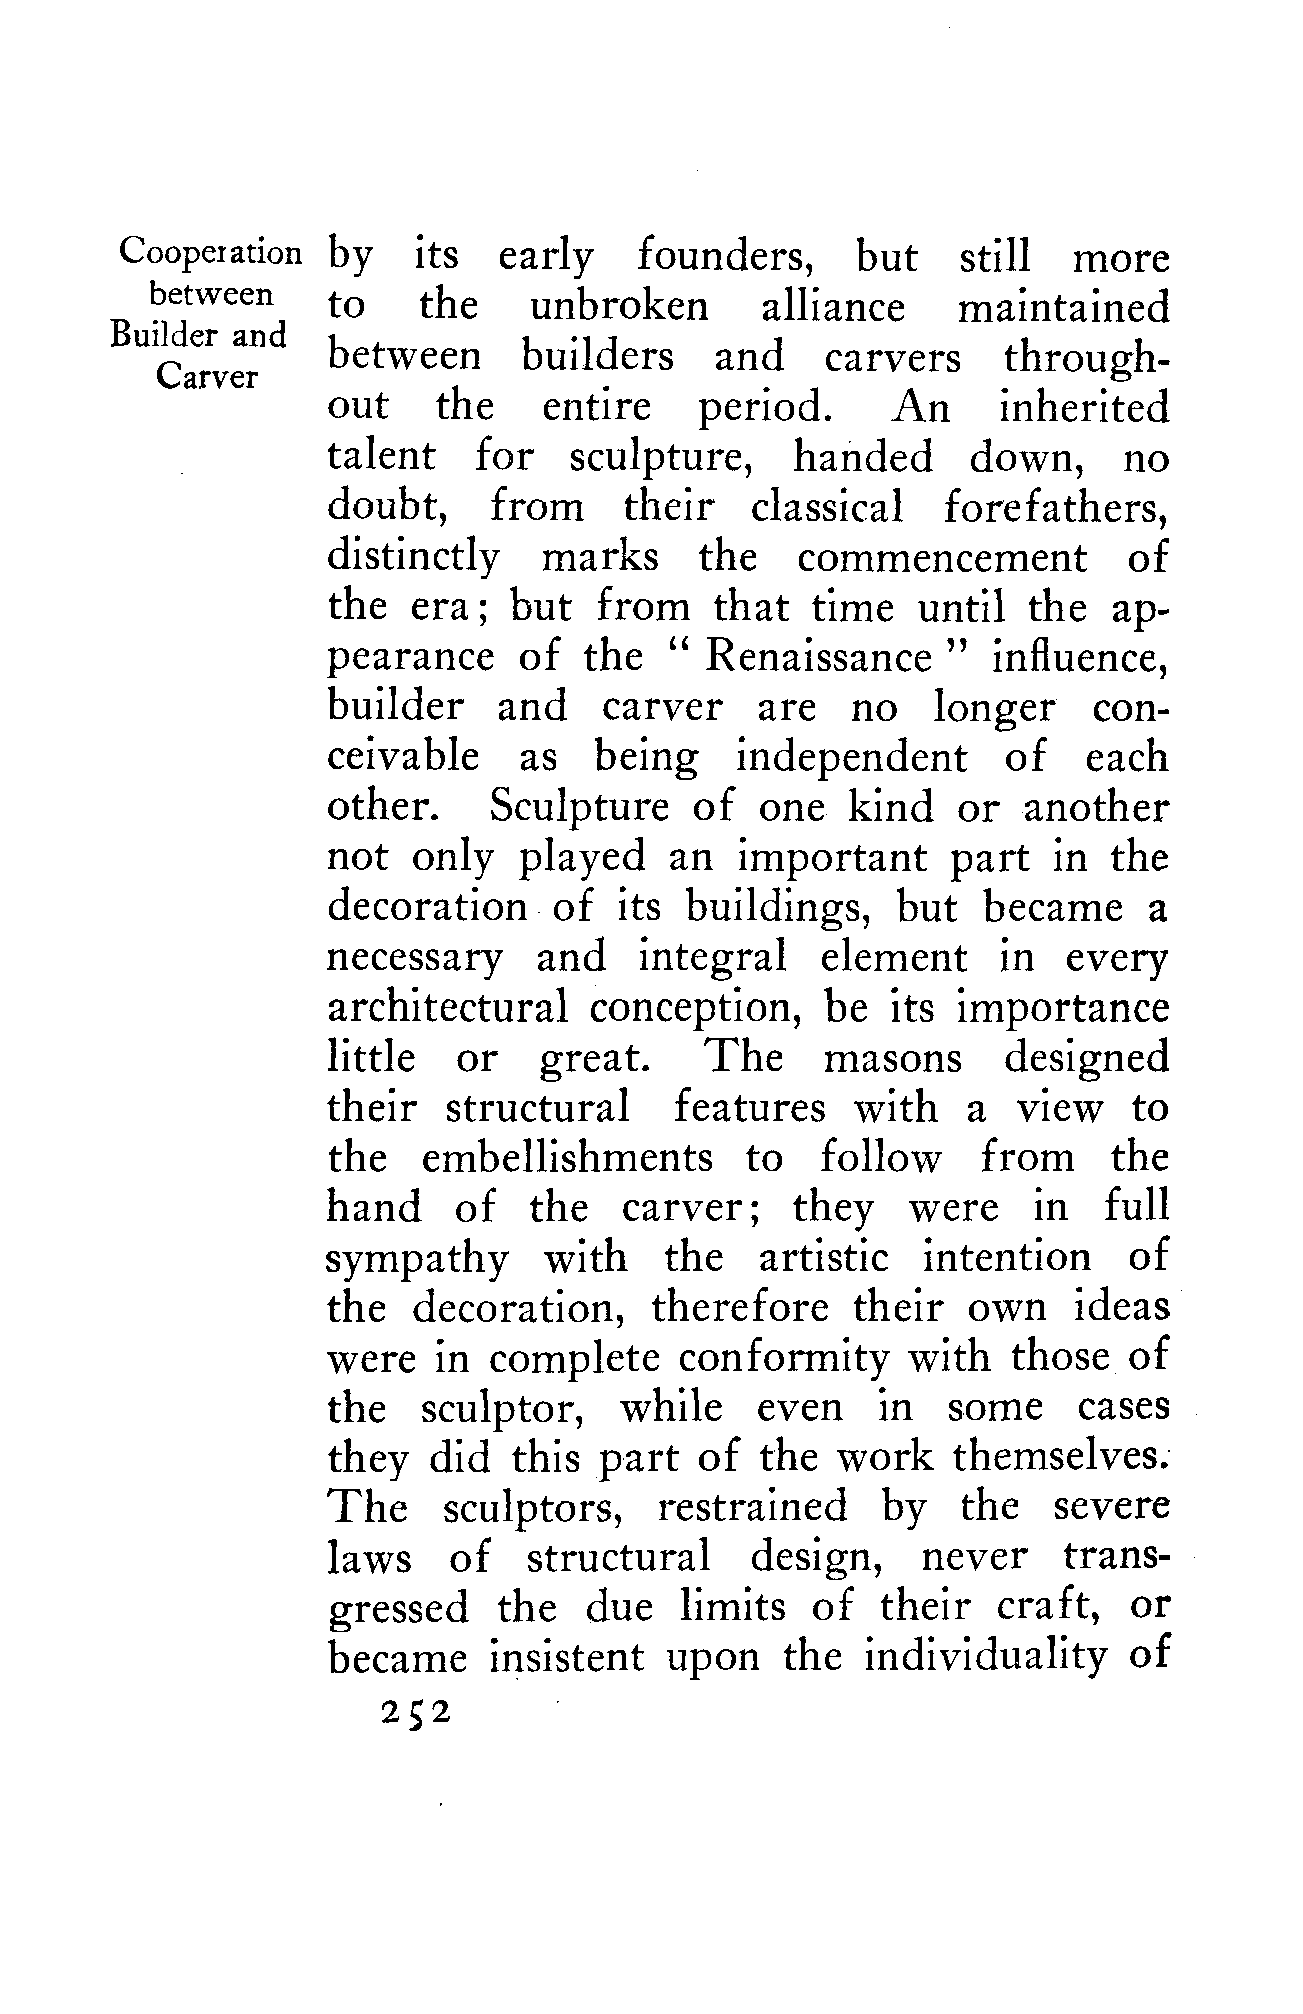 Cooperation
between
Builder and
Carver
by its early founders, but still more
to the unbroken alliance maintained
between builders and carvers through-
out the entire period. An inherited
talent for sculpture, handed down, no
doubt, from their classical forefathers,
distinctly marks the commencement of
the era; but from that time until the ap-
pearance of the " Renaissance " influence,
builder and carver are no longer con-
ceivable as being independent of each
other. Sculpture of one kind or another
not only played an important part in the
decoration of its buildings, but became a
necessary and integral element in every
architectural conception, be its importance
little or great. The masons designed
their structural features with a view to
the embellishments to follow from the
hand of the carver; they were in full
sympathy with the artistic intention of
the decoration, therefore their own ideas
were in complete conformity with those of
the sculptor, while even in some cases
they did this part of the work themselves.
The sculptors, restrained by the severe
laws of structural design, never trans-
gressed the due limits of their craft, or
became insistent upon the individuality of
252